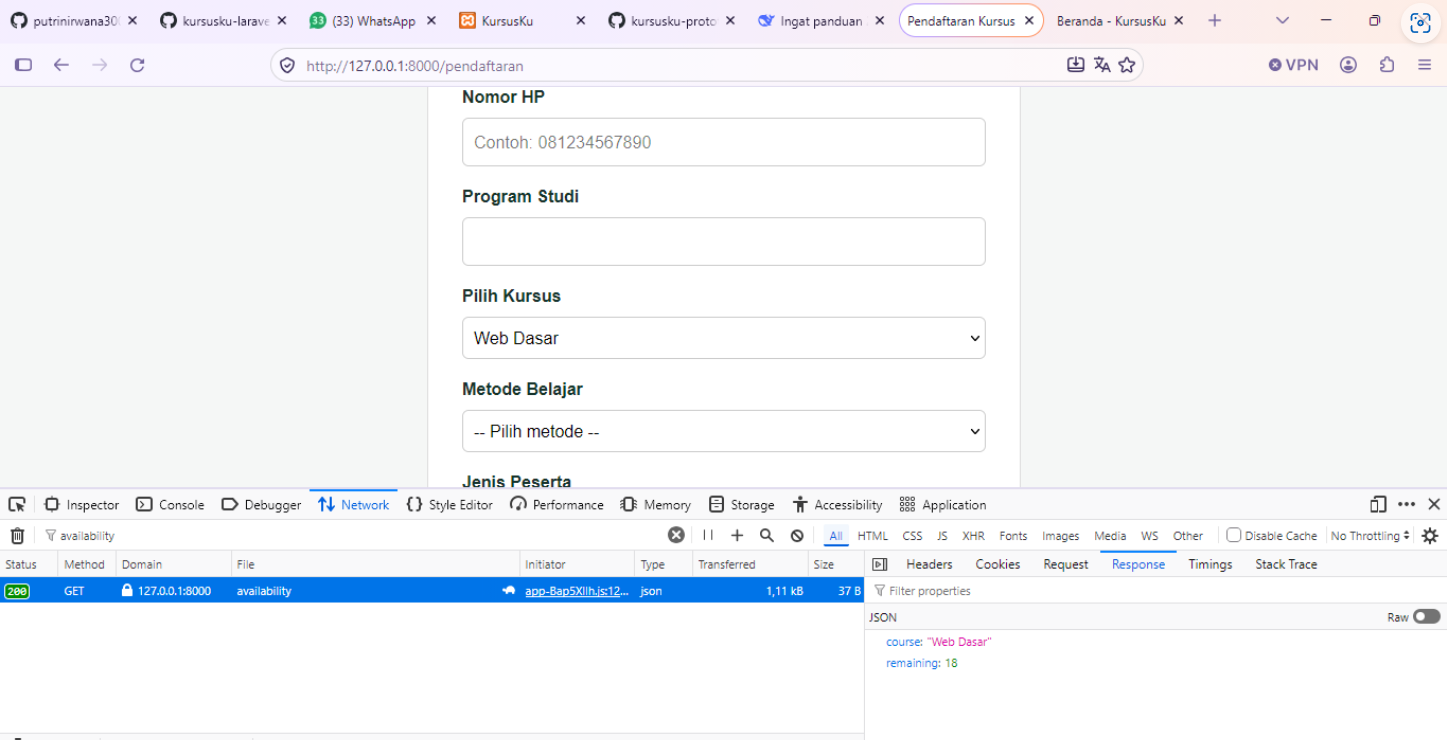 putrinirwana30
kursusku-larave
33
(33) WhatsApp
KursusKu
kursusku-proto
Ingat panduan
Pendaftaran Kursus
Beranda - KursusKu
http://127.0.0.1:8000/pendaftaran
VPN
Nomor HP
Contoh: 081234567890
Program Studi
Pilih Kursus
Web Dasar
Metode Belajar
-- Pilih metode --
Jenis Peserta
Inspector Console Debugger Network Style Editor Performance Memory Storage Accessibility Application
availability
All HTML CSS JS XHR Fonts Images Media WS Other Disable Cache No Throttling
Status Method Domain File Initiator Type Transferred Size
Headers Cookies Request Response Timings Stack Trace
200 GET 127.0.0.1:8000 availability app-Bap5XIlh.js:12... json 1,11 kB 37 B
Filter properties
JSON Raw
course: "Web Dasar"
remaining: 18